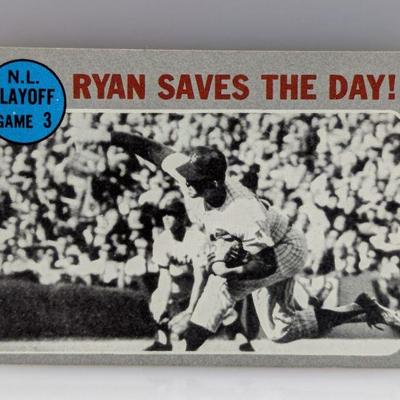 N.L.
LAYOFF
GAME 3
RYAN SAVES THE DAY!